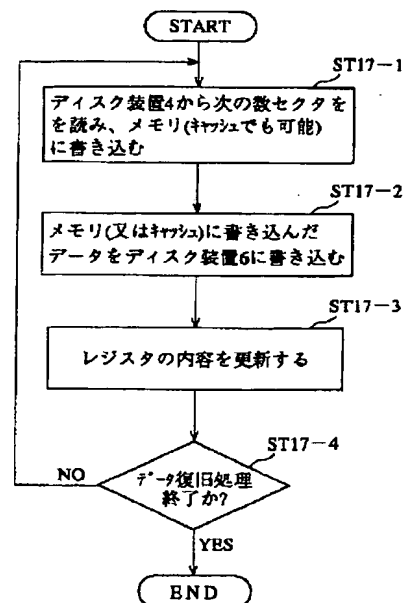 START
ST17-1
ディスク装置4から次の数セクタを
を読み、メモリ(キャッシュでも可能)
に書き込む
ST17-2
メモリ(又はキャッシュ)に書き込んだ
データをディスク装置6に書き込む
ST17-3
レジスタの内容を更新する
ST17-4
NO
データ復旧処理
終了か?
YES
END